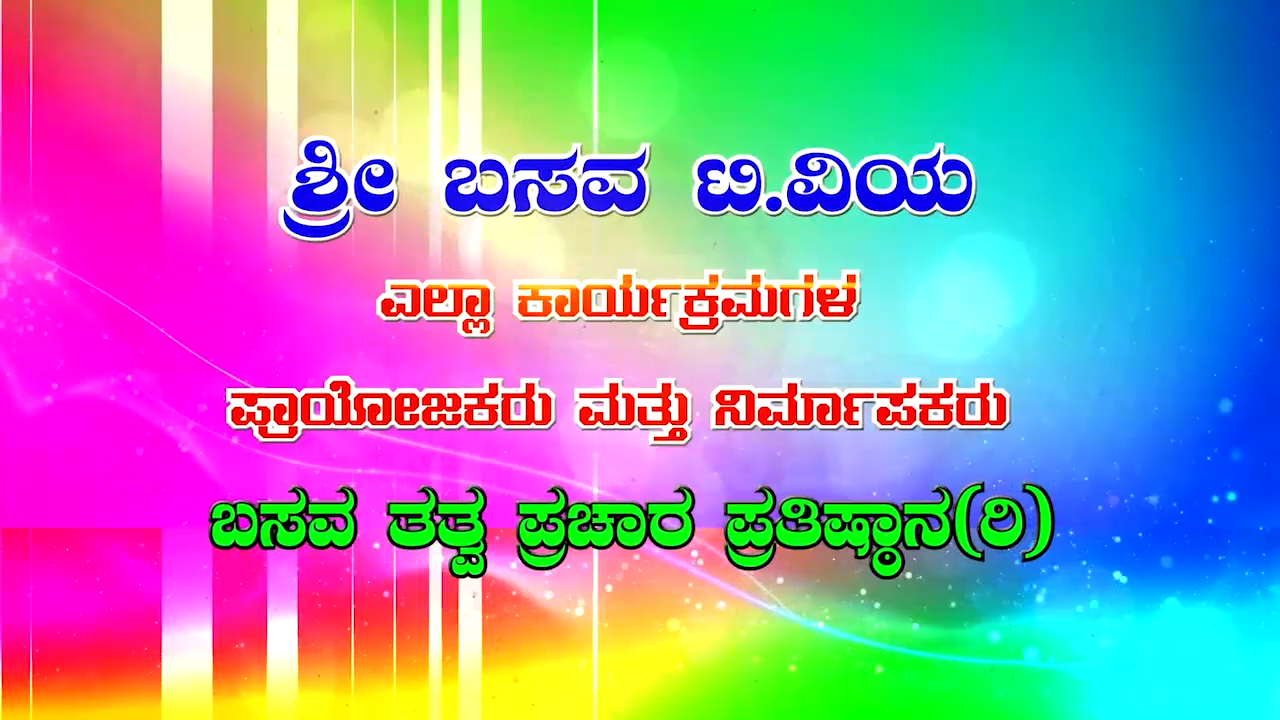 ಶ್ರೀ ಬಸವ ಟಿ.ವಿಯ
ಎಲ್ಲಾ ಕಾರ್ಯಕ್ರಮಗಳ
ಪ್ರಾಯೋಜಕರು ಮತ್ತು ನಿರ್ಮಾಪಕರು
ಬಸವ ತತ್ವ ಪ್ರಚಾರ ಪ್ರತಿಷ್ಠಾನ(ರಿ)